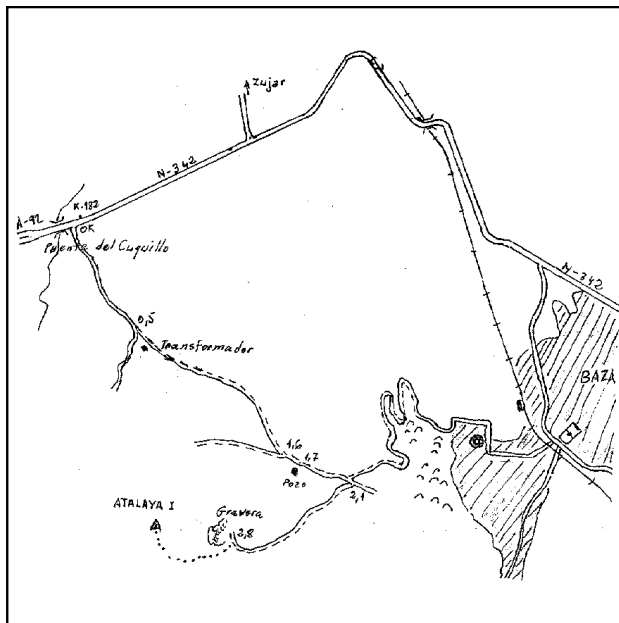 Zujar
N-342
K-182
A-92
OK
Puente del Cuquillo
N-342
0,5
Transformador
BAZA
1,6
1,7
Pozo
2,1
ATALAYA I
Gravera
2,8